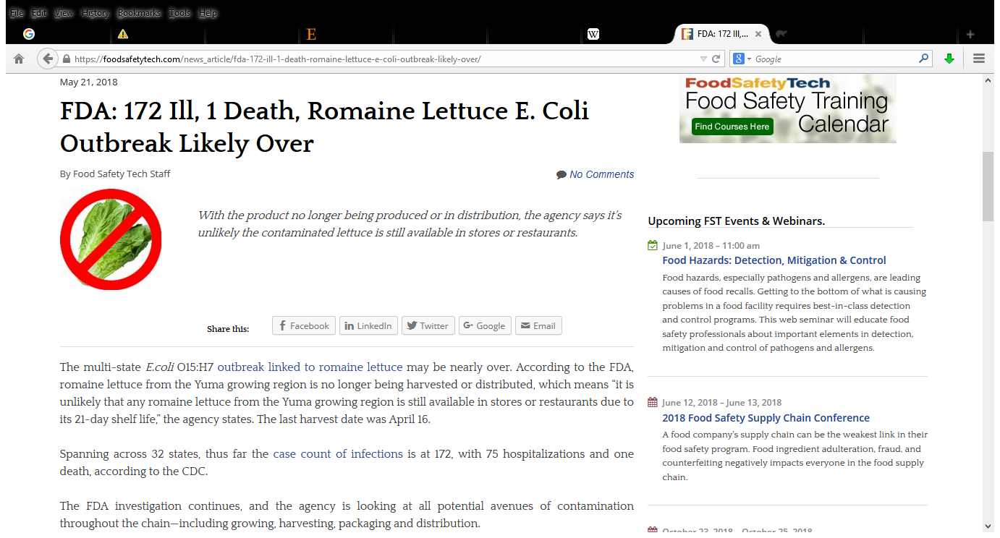 File Edit View History Bookmarks Tools Help
G
E
W
FDA: 172 Ill,... ×
+
https://foodsafetytech.com/news_article/fda-172-ill-1-death-romaine-lettuce-e-coli-outbreak-likely-over/
8 Google
May 21, 2018
FDA: 172 Ill, 1 Death, Romaine Lettuce E. Coli
Outbreak Likely Over
By Food Safety Tech Staff
No Comments
With the product no longer being produced or in distribution, the agency says it’s
unlikely the contaminated lettuce is still available in stores or restaurants.
Share this:
Facebook
LinkedIn
Twitter
Google
Email
The multi-state E.coli O15:H7 outbreak linked to romaine lettuce may be nearly over. According to the FDA,
romaine lettuce from the Yuma growing region is no longer being harvested or distributed, which means “it is
unlikely that any romaine lettuce from the Yuma growing region is still available in stores or restaurants due to
its 21-day shelf life,” the agency states. The last harvest date was April 16.
Spanning across 32 states, thus far the case count of infections is at 172, with 75 hospitalizations and one
death, according to the CDC.
The FDA investigation continues, and the agency is looking at all potential avenues of contamination
throughout the chain—including growing, harvesting, packaging and distribution.
FoodSafetyTech
Food Safety Training
Calendar
Find Courses Here
Upcoming FST Events & Webinars.
June 1, 2018 – 11:00 am
Food Hazards: Detection, Mitigation & Control
Food hazards, especially pathogens and allergens, are leading
causes of food recalls. Getting to the bottom of what is causing
problems in a food facility requires best-in-class detection
and control programs. This web seminar will educate food
safety professionals about important elements in detection,
mitigation and control of pathogens and allergens.
June 12, 2018 – June 13, 2018
2018 Food Safety Supply Chain Conference
A food company’s supply chain can be the weakest link in their
food safety program. Food ingredient adulteration, fraud, and
counterfeiting negatively impacts everyone in the food supply
chain.
October 23, 2018 – October 25, 2018